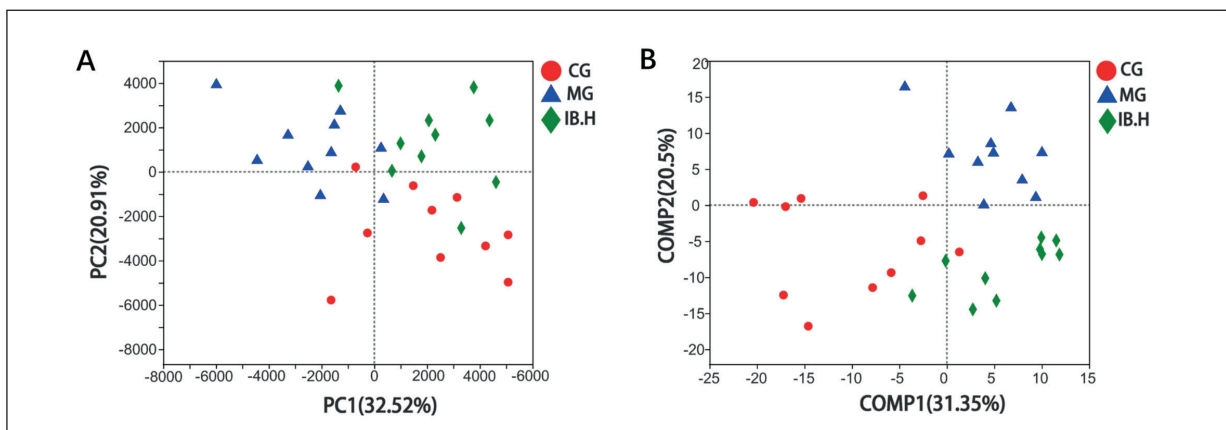 A
4000
2000
0
-2000
-4000
-6000
-8000
PC2(20.91%)
-8000 -6000 -4000 -2000 0 2000 4000 -6000
PC1(32.52%)
CG
MG
IB.H
B
20
15
10
5
0
-5
-10
-15
-20
COMP2(20.5%)
-25 -20 -15 -10 -5 0 5 10 15
COMP1(31.35%)
CG
MG
IB.H